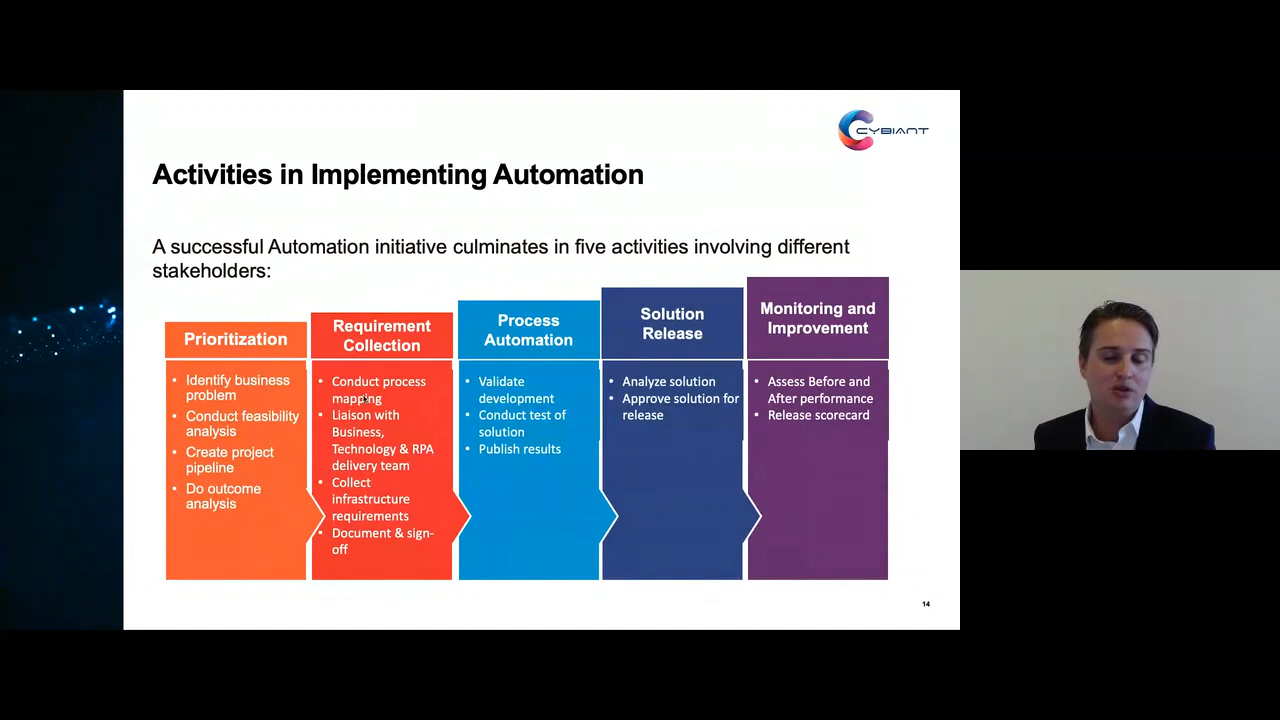 CYBIANT
Activities in Implementing Automation
A successful Automation initiative culminates in five activities involving different
stakeholders:
Prioritization
Identify business
problem
Conduct feasibility
analysis
Create project
pipeline
Do outcome
analysis
Requirement
Collection
Conduct process
mapping
Liaison with
Business,
Technology & RPA
delivery team
Collect
infrastructure
requirements
Document & sign-
off
Process
Automation
Validate
development
Conduct test of
solution
Publish results
Solution
Release
Analyze solution
Approve solution for
release
Monitoring and
Improvement
Assess Before and
After performance
Release scorecard
14